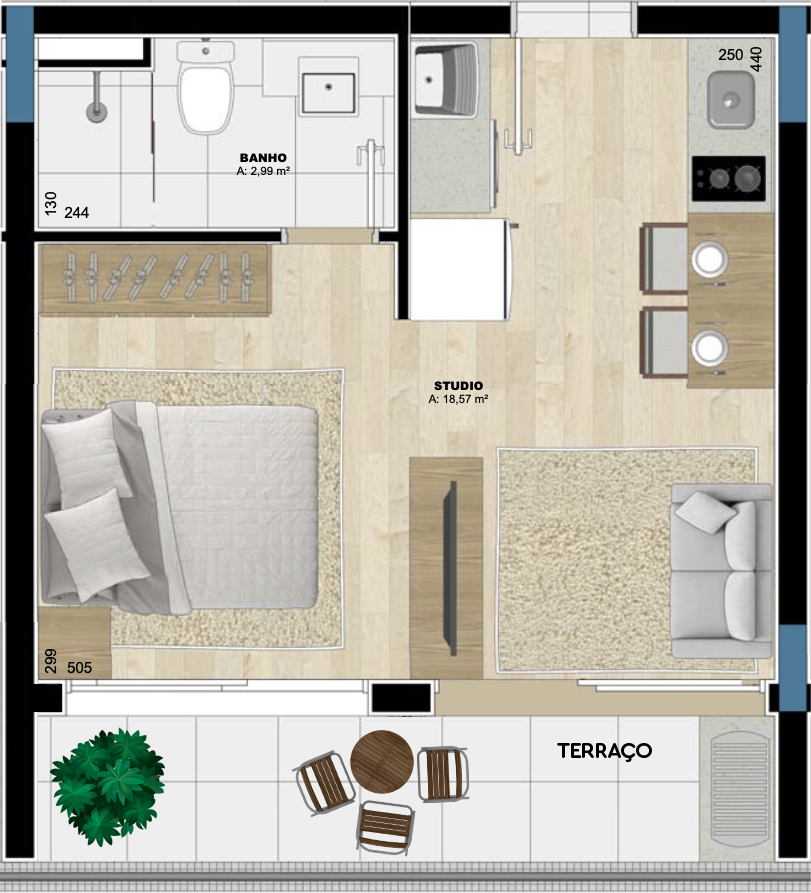 250
440
BANHO
A: 2,99 m²
130
244
STUDIO
A: 18,57 m²
299
505
TERRAÇO